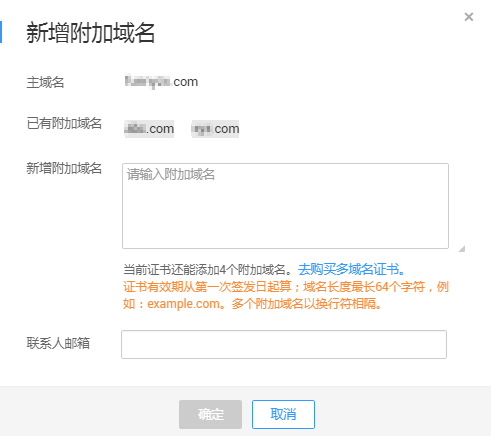 新增附加域名
主域名 .com
已有附加域名 .com .com
新增附加域名 请输入附加域名
当前证书还能添加4个附加域名。去购买多域名证书。
证书有效期从第一次签发日起算；域名长度最长64个字符，例
如：example.com。多个附加域名以换行符相隔。
联系人邮箱
确定 取消